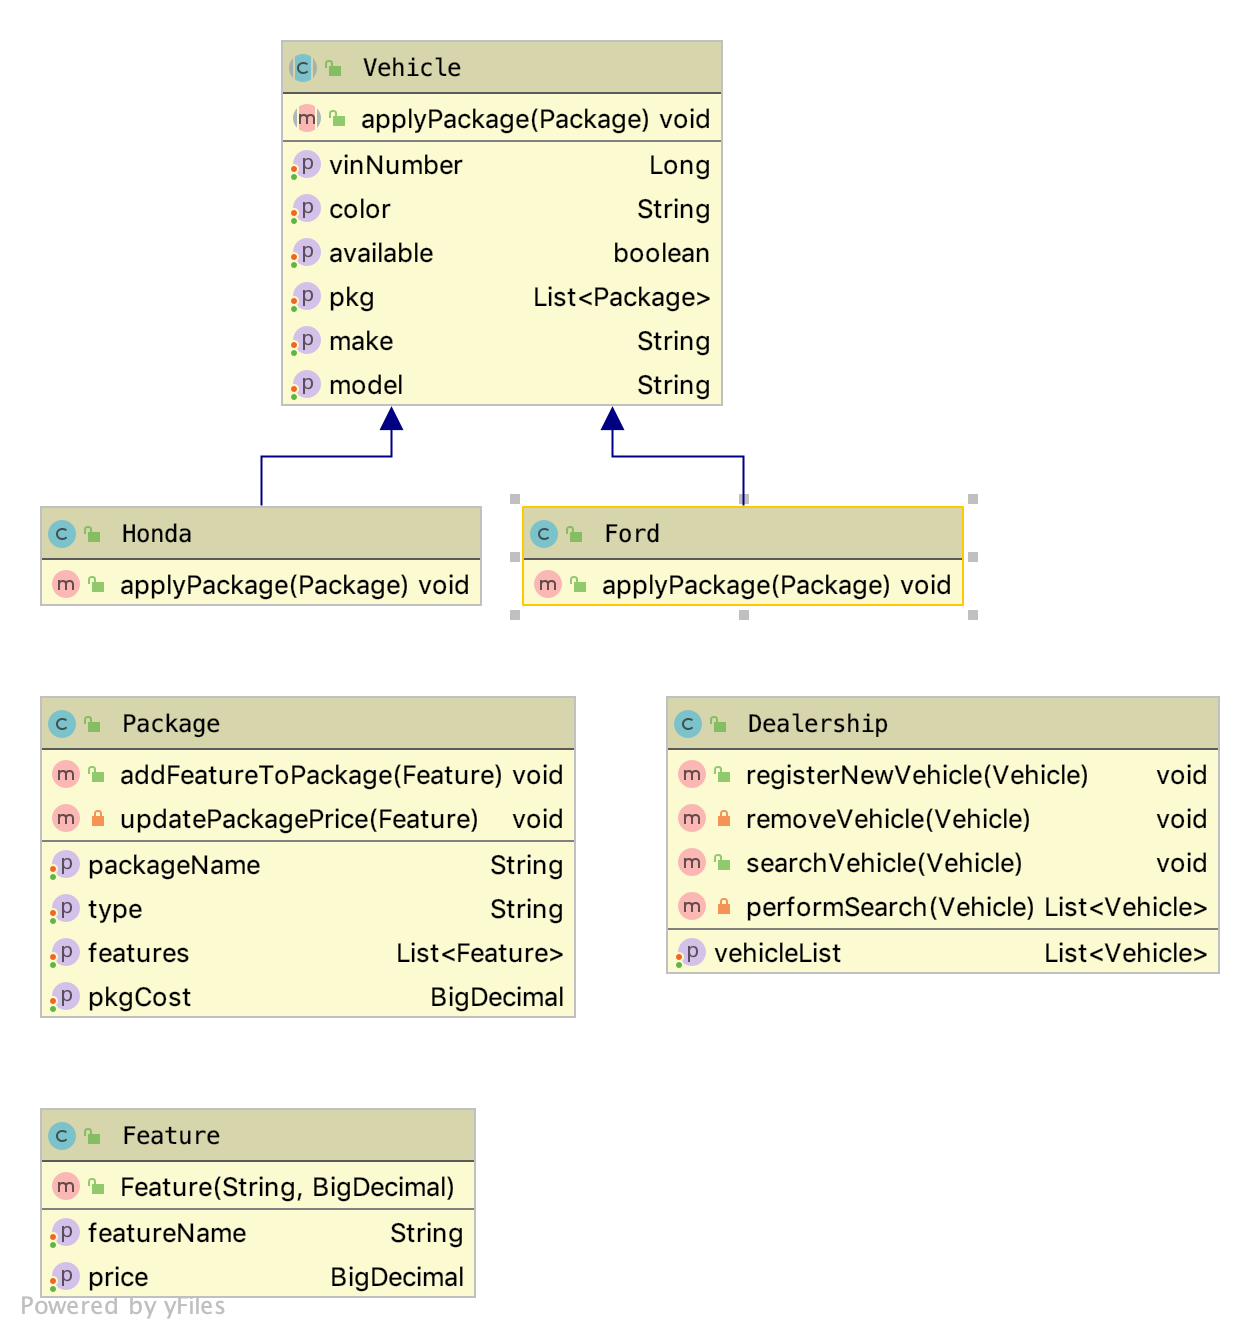 Vehicle
applyPackage(Package) void
vinNumber Long
color String
available boolean
pkg List<Package>
make String
model String
Honda
applyPackage(Package) void
Ford
applyPackage(Package) void
Package
addFeatureToPackage(Feature) void
updatePackagePrice(Feature) void
packageName String
type String
features List<Feature>
pkgCost BigDecimal
Dealership
registerNewVehicle(Vehicle) void
removeVehicle(Vehicle) void
searchVehicle(Vehicle) void
performSearch(Vehicle) List<Vehicle>
vehicleList List<Vehicle>
Feature
Feature(String, BigDecimal)
featureName String
price BigDecimal
Powered by yFiles